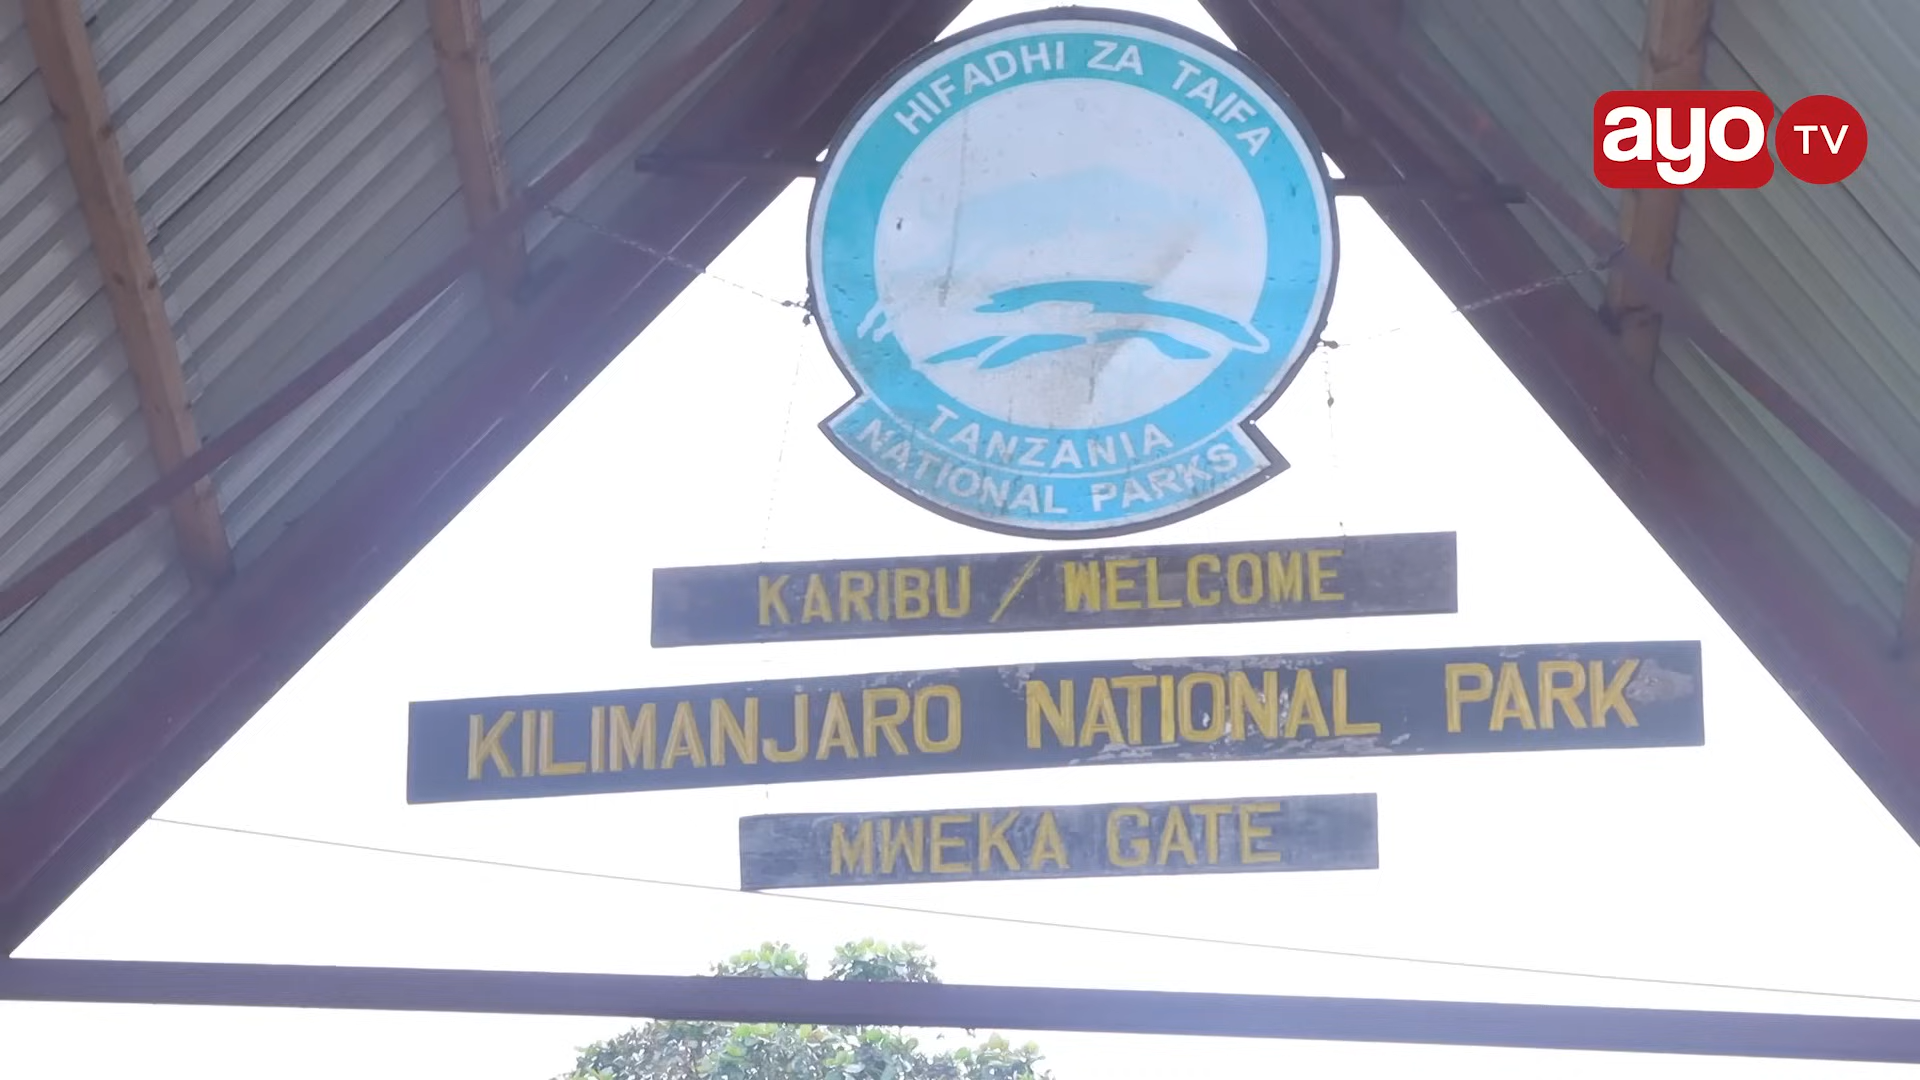 HIFADHI ZA TAIFA
ayo TV
TANZANIA
NATIONAL PARKS
KARIBU / WELCOME
KILIMANJARO NATIONAL PARK
MWEKA GATE